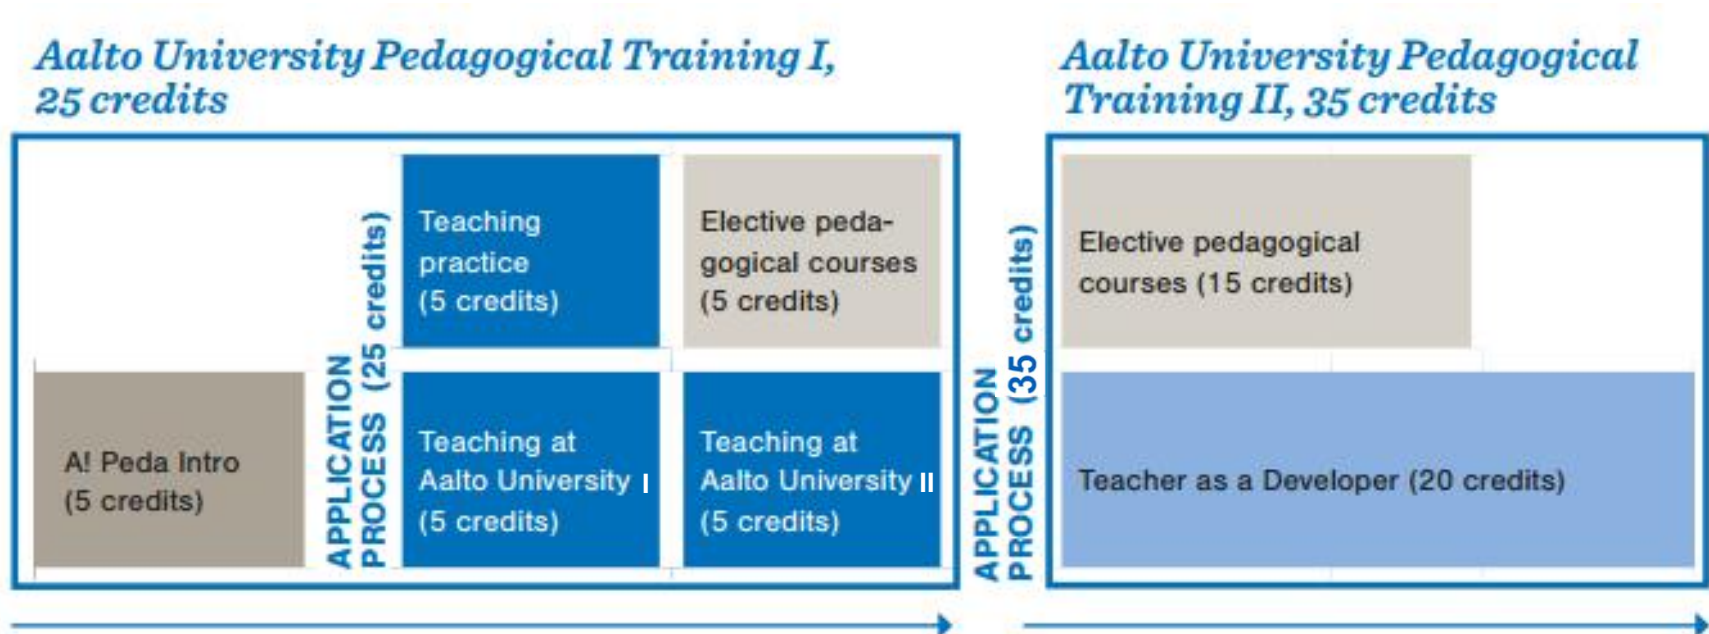 Aalto University Pedagogical Training I,
25 credits
A! Peda Intro
(5 credits)
APPLICATION
PROCESS (25 credits)
Teaching
practice
(5 credits)
Elective peda-
gogical courses
(5 credits)
Teaching at
Aalto University I
(5 credits)
Teaching at
Aalto University II
(5 credits)
APPLICATION
PROCESS (35 credits)
Aalto University Pedagogical
Training II, 35 credits
Elective pedagogical
courses (15 credits)
Teacher as a Developer (20 credits)